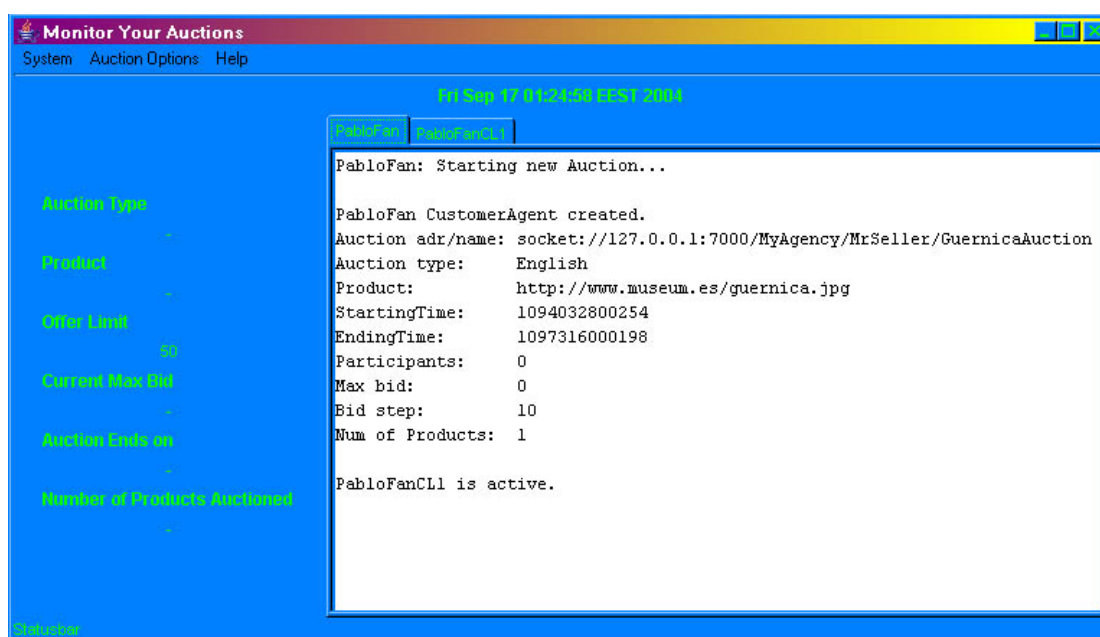 Monitor Your Auctions
System Auction Options Help
Fri Sep 17 01:24:58 EEST 2004
PabloFan PabloFanCL1
Auction Type
-
Product
-
Offer Limit
50
Current Max Bid
-
Auction Ends on
-
Number of Products Auctioned
-
PabloFan: Starting new Auction...
PabloFan CustomerAgent created.
Auction adr/name: socket://127.0.0.1:7000/MyAgency/MrSeller/GuernicaAuction
Auction type: English
Product: http://www.museum.es/guernica.jpg
StartingTime: 1094032800254
EndingTime: 1097316000198
Participants: 0
Max bid: 0
Bid step: 10
Num of Products: 1
PabloFanCL1 is active.
Statusbar